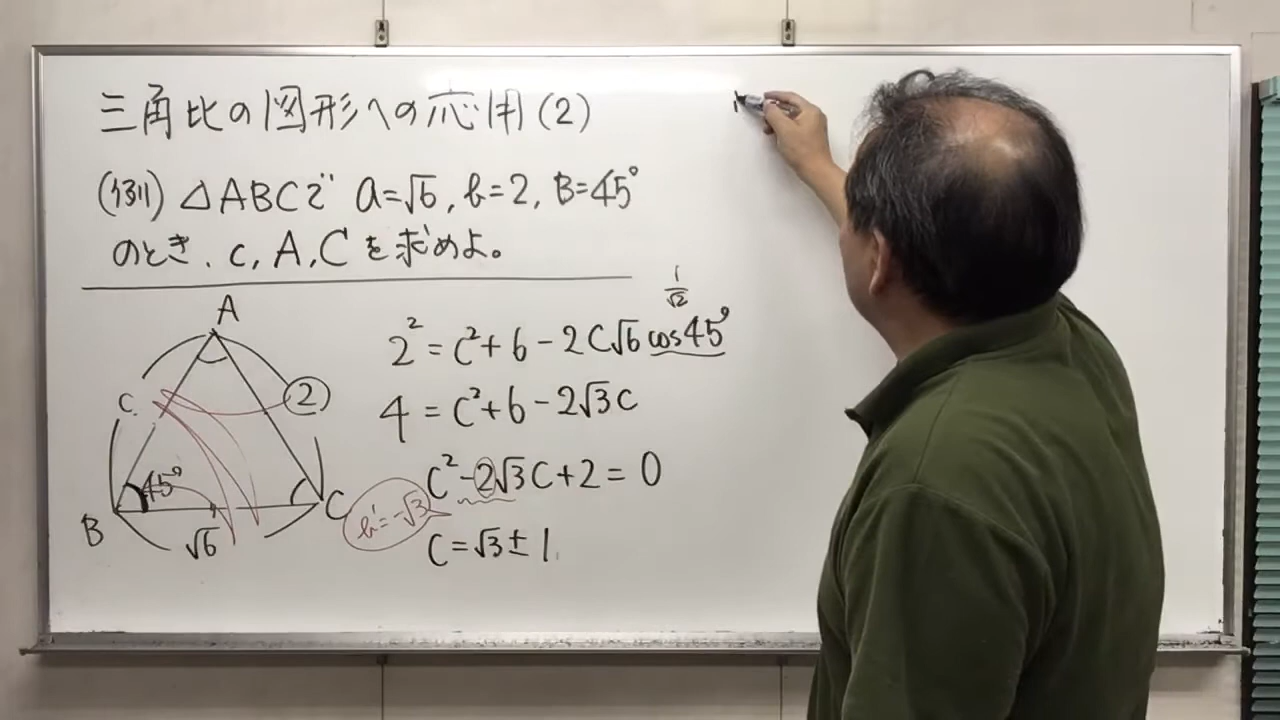 三角比の図形への応用(2)
(例) △ABCで a=√6, b=2, B=45°
のとき、c, A, C を求めよ。
A
c
2
45°
B
√6
C
1/√2
2²=c²+6-2c√6cos45°
4=c²+6-2√3c
c²-2√3c+2=0
b'=-√3
c=√3±1